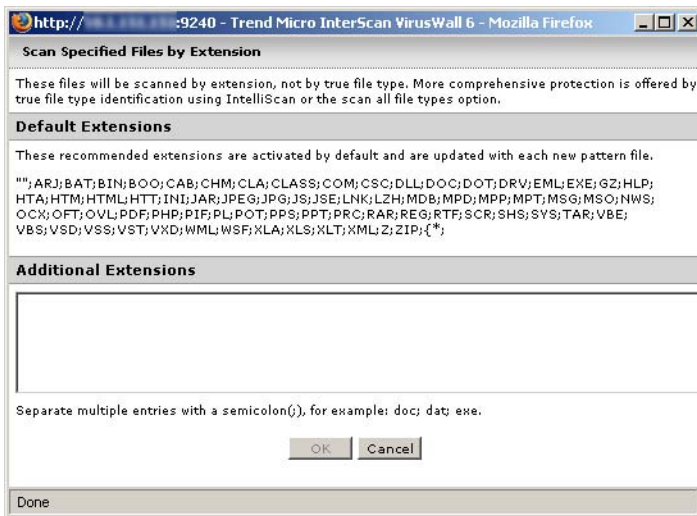 http:// :9240 - Trend Micro InterScan VirusWall 6 - Mozilla Firefox
Scan Specified Files by Extension
These files will be scanned by extension, not by true file type. More comprehensive protection is offered by
true file type identification using IntelliScan or the scan all file types option.
Default Extensions
These recommended extensions are activated by default and are updated with each new pattern file.
"";ARJ;BAT;BIN;BOO;CAB;CHM;CLA;CLASS;COM;CSC;DLL;DOC;DOT;DRV;EML;EXE;GZ;HLP;
HTA;HTM;HTML;HTT;INI;JAR;JPEG;JPG;JS;JSE;LNK;LZH;MDB;MPD;MPP;MPT;MSG;MSO;NWS;
OCX;OFT;OVL;PDF;PHP;PIF;PL;POT;PPS;PPT;PRC;RAR;REG;RTF;SCR;SHS;SYS;TAR;VBE;
VBS;VSD;VSS;VST;VXD;WML;WSF;XLA;XLS;XLT;XML;Z;ZIP;{*;
Additional Extensions
Separate multiple entries with a semicolon(;), for example: doc; dat; exe.
OK Cancel
Done